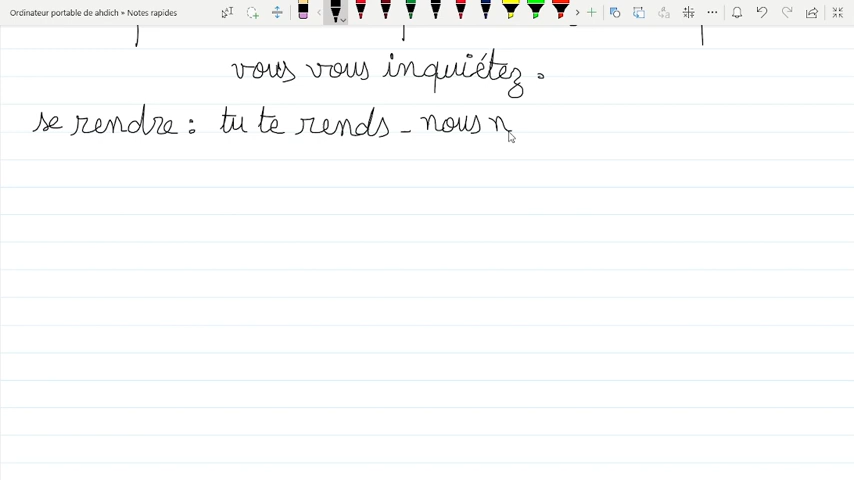 Ordinateur portable de ahdich » Notes rapides
vous vous inquiétez.
se rendre : tu te rends - nous n